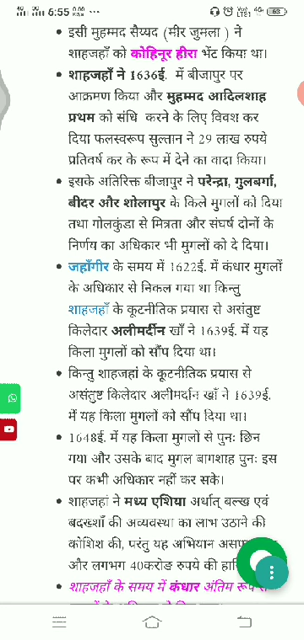 6:55
इसी मुहम्मद सैय्यद (मीर जुमला ) ने
शाहजहाँ को कोहिनूर हीरा भेंट किया था।
शाहजहाँ ने 1636ई. में बीजापुर पर
आक्रमण किया और मुहम्मद आदिलशाह
प्रथम को संधि करने के लिए विवश कर
दिया फलस्वरूप सुल्तान ने 29 लाख रुपये
प्रतिवर्ष कर के रूप में देने का वादा किया।
इसके अतिरिक्त बीजापुर ने परेन्द्रा, गुलबर्गा,
बीदर और शोलापुर के किले मुगलों को दिया
तथा गोलकुंडा से मित्रता और संघर्ष दोनों के
निर्णय का अधिकार भी मुगलों को दे दिया।
जहाँगीर के समय में 1622ई. में कंधार मुगलों
के अधिकार से निकल गया था किन्तु
शाहजहाँ के कूटनीतिक प्रयास से असंतुष्ट
किलेदार अलीमर्दीन खाँ ने 1639ई. में यह
किला मुगलों को सौंप दिया था।
किन्तु शाहजहां के कूटनीतिक प्रयास से
असंतुष्ट किलेदार अलीमर्दान खाँ ने 1639ई.
में यह किला मुगलों को सौप दिया था।
1648ई. में यह किला मुगलों से पुनः छिन
गया और उसके बाद मुगल बागशाह पुनः इस
पर कभी अधिकार नहीं कर सके।
शाहजहां ने मध्य एशिया अर्थात् बल्ख एवं
बदख्शाँ की अव्यवस्था का लाभ उठाने की
कोशिश की, परंतु यह अभियान
और लगभग 40करोड रुपये की
शाहजहाँ के समय में कंधार अंतिम रूप